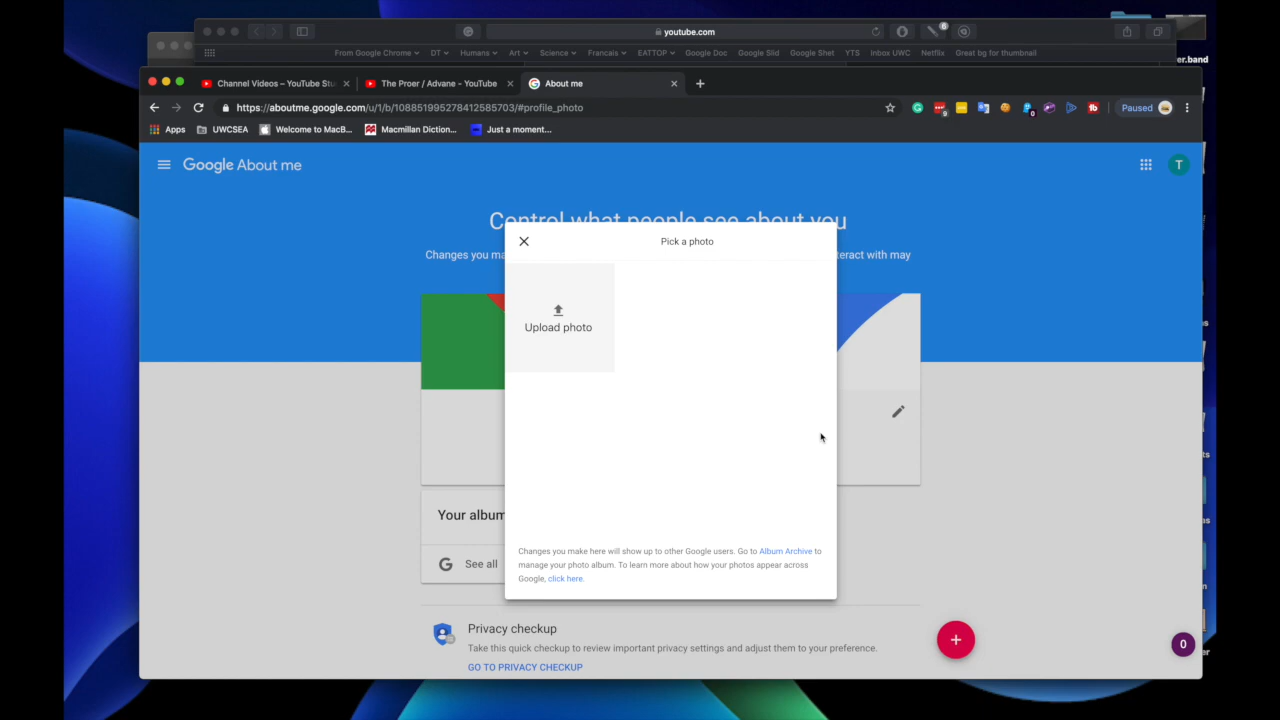 youtube.com
From Google Chrome DT Humans Art Science Francais EATTOP Google Doc Google Slid Google Shet YTS Inbox UWC Netflix Great bg for thumbnail
er.band
Channel Videos – YouTube Stu The Proer / Advane - YouTube About me
https://aboutme.google.com/u/1/b/108851995278412585703/#profile_photo
9 0 Paused
Apps UWCSEA Welcome to MacB... Macmillan Diction... Just a moment...
Google About me
T
Control what people see about you
Changes you ma
eract with may
Pick a photo
Upload photo
Your album
See all
Changes you make here will show up to other Google users. Go to Album Archive to
manage your photo album. To learn more about how your photos appear across
Google, click here.
Privacy checkup
Take this quick checkup to review important privacy settings and adjust them to your preference.
GO TO PRIVACY CHECKUP
+
0